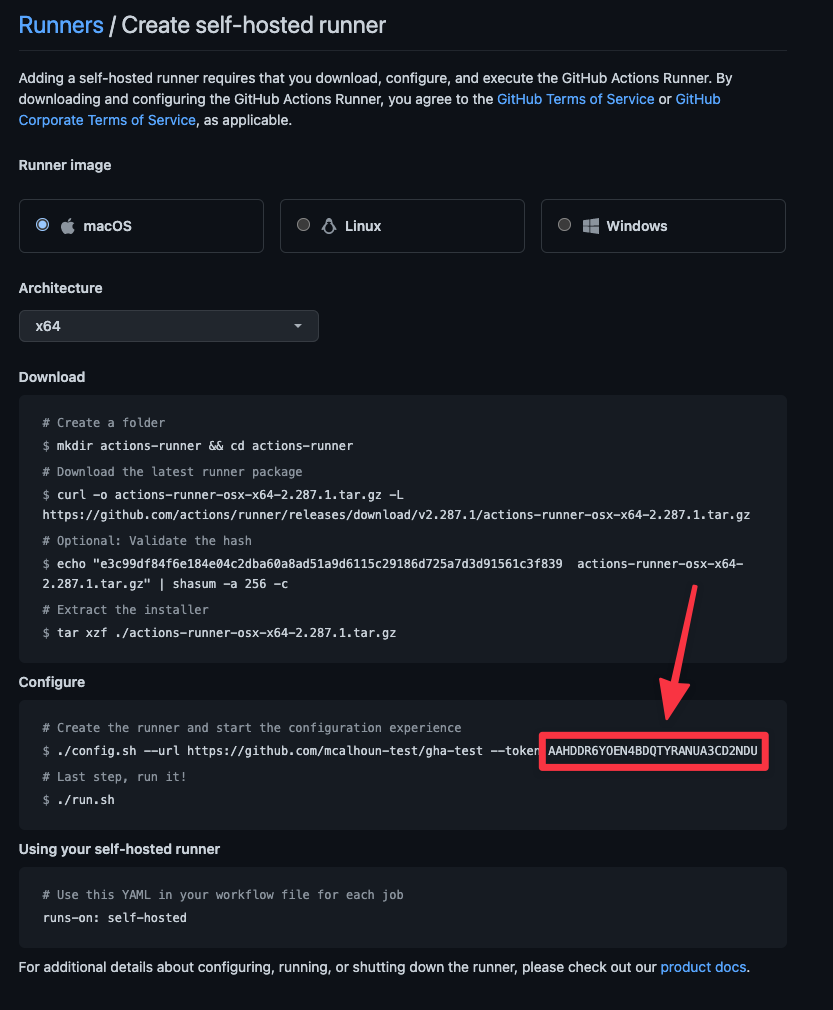 Runners / Create self-hosted runner
Adding a self-hosted runner requires that you download, configure, and execute the GitHub Actions Runner. By
downloading and configuring the GitHub Actions Runner, you agree to the GitHub Terms of Service or GitHub
Corporate Terms of Service, as applicable.
Runner image
macOS Linux Windows
Architecture
x64
Download
# Create a folder
$ mkdir actions-runner && cd actions-runner
# Download the latest runner package
$ curl -o actions-runner-osx-x64-2.287.1.tar.gz -L
https://github.com/actions/runner/releases/download/v2.287.1/actions-runner-osx-x64-2.287.1.tar.gz
# Optional: Validate the hash
$ echo "e3c99df84f6e184e04c2dba60a8ad51a9d6115c29186d725a7d3d91561c3f839  actions-runner-osx-x64-
2.287.1.tar.gz" | shasum -a 256 -c
# Extract the installer
$ tar xzf ./actions-runner-osx-x64-2.287.1.tar.gz
Configure
# Create the runner and start the configuration experience
$ ./config.sh --url https://github.com/mcalhoun-test/gha-test --token AAHDDR6YOEN4BDQTYRANUA3CD2NDU
# Last step, run it!
$ ./run.sh
Using your self-hosted runner
# Use this YAML in your workflow file for each job
runs-on: self-hosted
For additional details about configuring, running, or shutting down the runner, please check out our product docs.